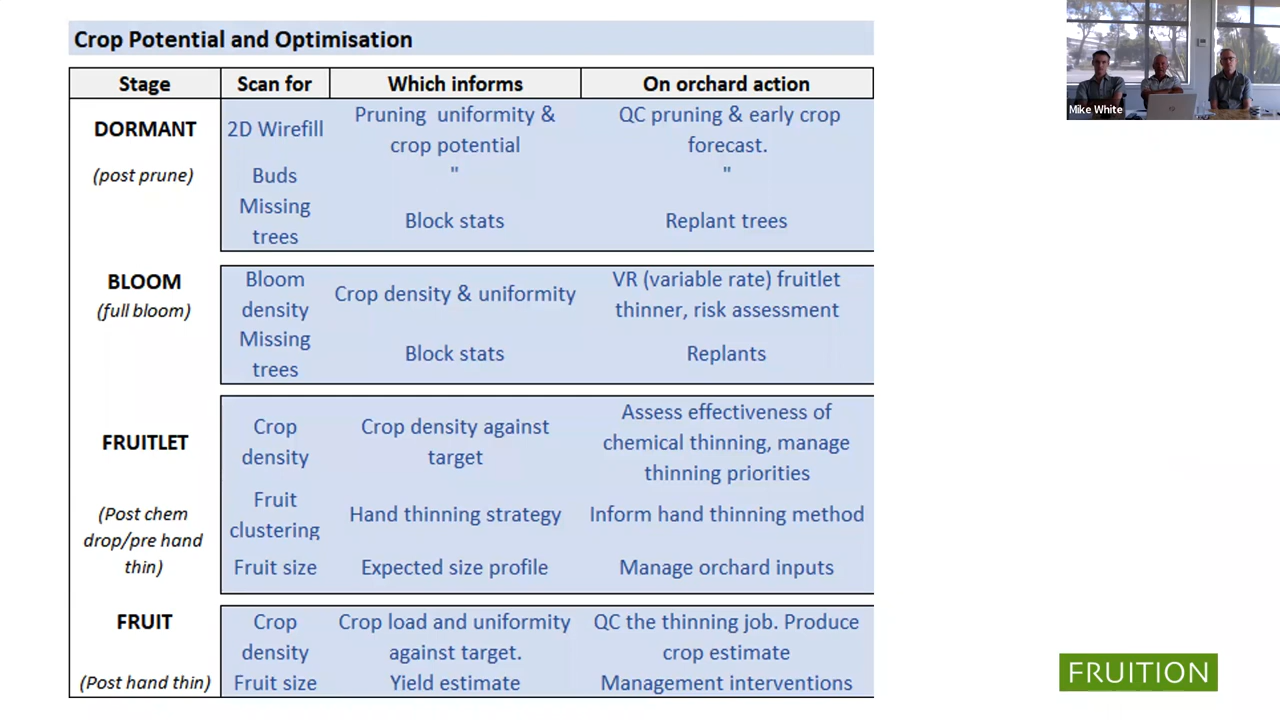 Crop Potential and Optimisation
Stage Scan for Which informs On orchard action
DORMANT
(post prune)
2D Wirefill
Pruning uniformity &
crop potential
QC pruning & early crop
forecast.
Buds
"
"
Missing
trees
Block stats
Replant trees
BLOOM
(full bloom)
Bloom
density
Crop density & uniformity
VR (variable rate) fruitlet
thinner, risk assessment
Missing
trees
Block stats
Replants
FRUITLET
(Post chem
drop/pre hand
thin)
Crop
density
Crop density against
target
Assess effectiveness of
chemical thinning, manage
thinning priorities
Fruit
clustering
Hand thinning strategy
Inform hand thinning method
Fruit size
Expected size profile
Manage orchard inputs
FRUIT
(Post hand thin)
Crop
density
Crop load and uniformity
against target.
QC the thinning job. Produce
crop estimate
Fruit size
Yield estimate
Management interventions
Mike White
FRUITION